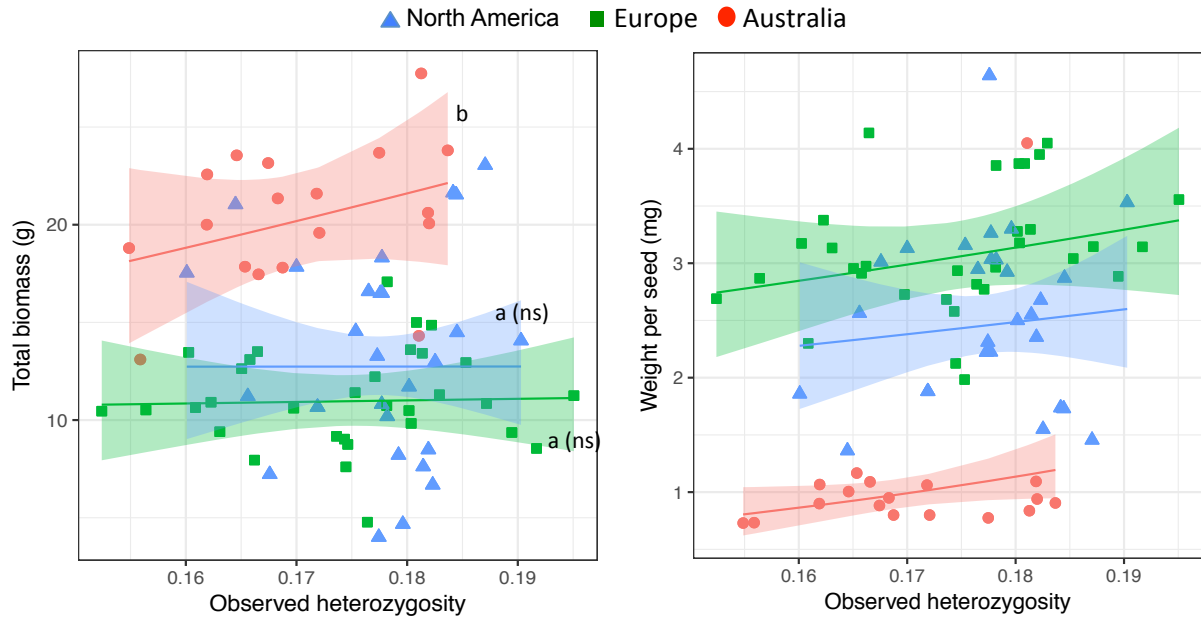 North America Europe Australia
Total biomass (g)
20
10
b
a (ns)
a (ns)
0.16 0.17 0.18 0.19
Observed heterozygosity
Weight per seed (mg)
4
3
2
1
0.16 0.17 0.18 0.19
Observed heterozygosity